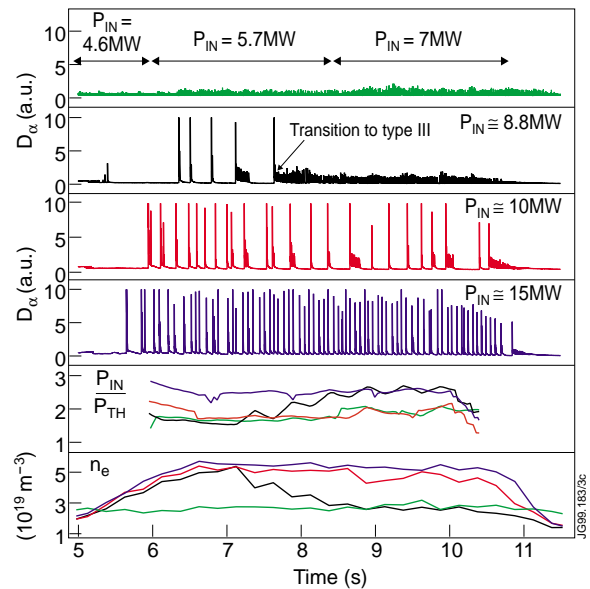 P_IN = 4.6MW
P_IN = 5.7MW
P_IN = 7MW
10
5
0
D_α (a.u.)
P_IN ≅ 8.8MW
Transition to type III
10
5
0
P_IN ≅ 10MW
10
5
0
D_α (a.u.)
P_IN ≅ 15MW
10
5
0
P_IN
P_TH
3
2
1
n_e
(10^19 m^-3)
5
3
1
5 6 7 8 9 10 11
Time (s)
JG99.183/3c